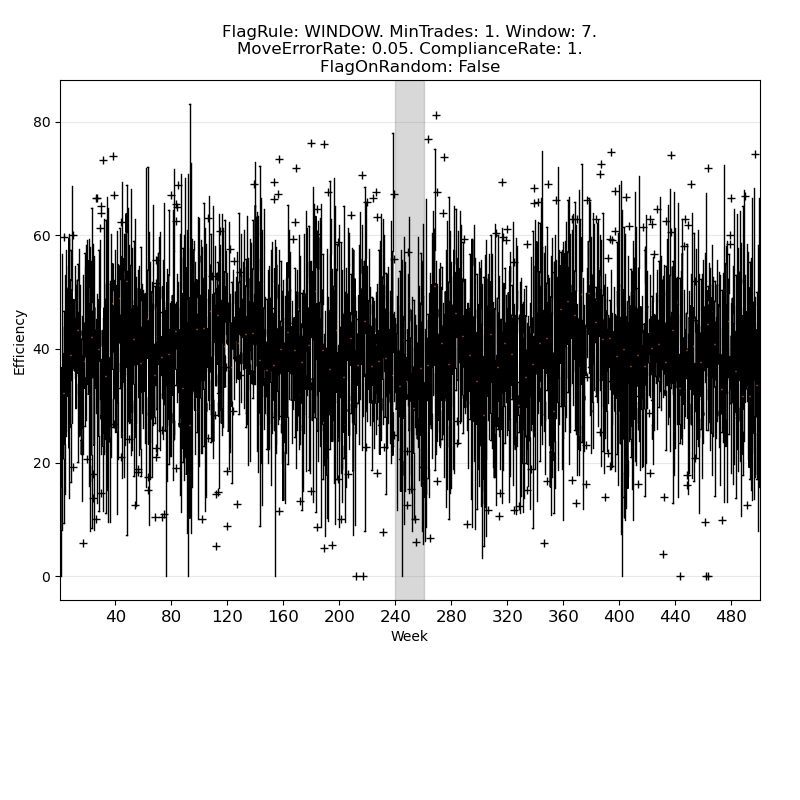 FlagRule: WINDOW. MinTrades: 1. Window: 7.
MoveErrorRate: 0.05. ComplianceRate: 1.
FlagOnRandom: False
80
60
40
20
0
Efficiency
40 80 120 160 200 240 280 320 360 400 440 480
Week